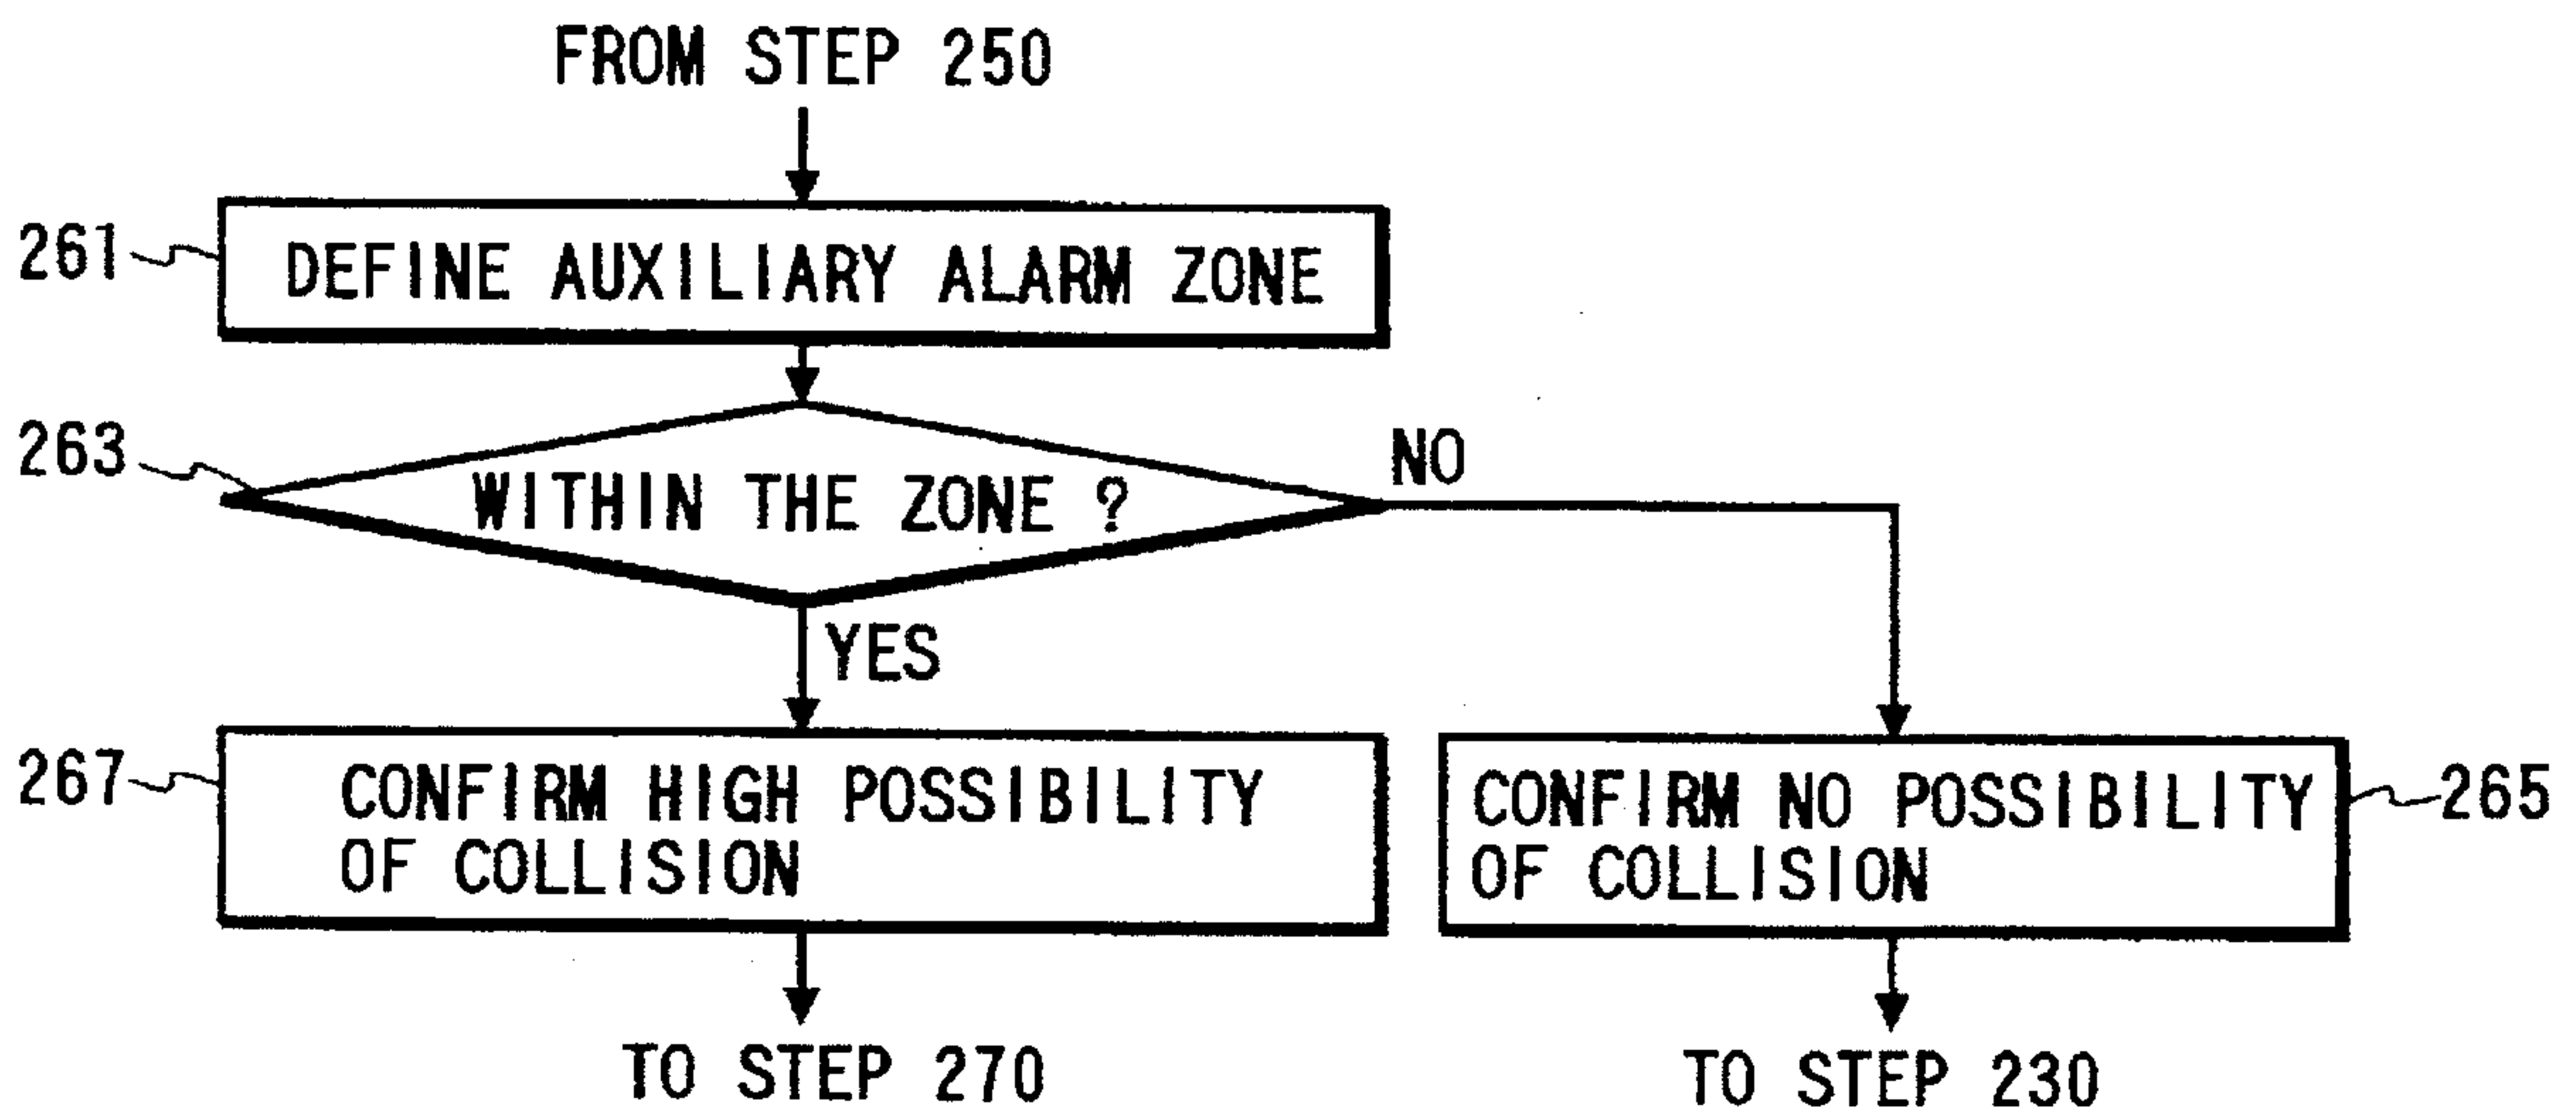 FROM STEP 250
261
DEFINE AUXILIARY ALARM ZONE
263
WITHIN THE ZONE ?
NO
YES
267
CONFIRM HIGH POSSIBILITY
OF COLLISION
CONFIRM NO POSSIBILITY
OF COLLISION
265
TO STEP 270
TO STEP 230